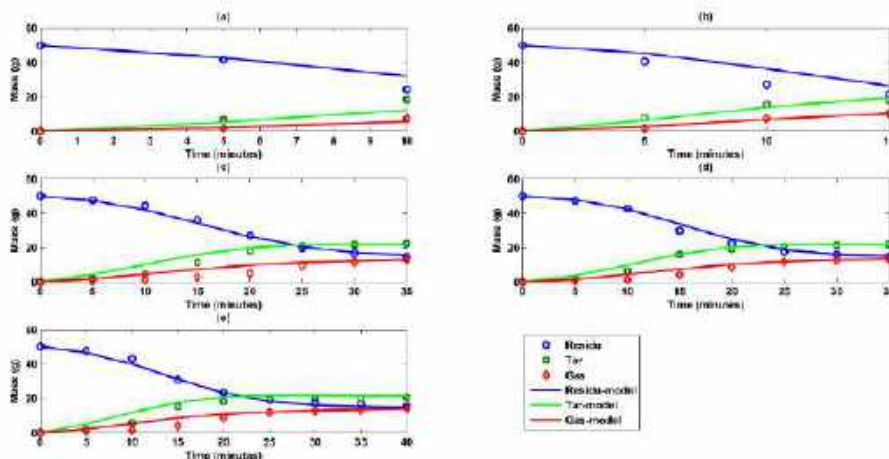 (a)
60
40
20
0
Mass (g)
0 1 2 3 4 5 6 7 8 9 10
Time (minutes)
(b)
60
40
20
0
Mass (g)
0 5 10
Time (minutes)
(c)
60
40
20
0
Mass (g)
0 5 10 15 20 25 30 35
Time (minutes)
(d)
60
40
20
0
Mass (g)
0 5 10 15 20 25 30
Time (minutes)
(e)
60
40
20
0
Mass (g)
0 5 10 15 20 25 30 35 40
Time (minutes)
Residu
Tar
Gas
Residu-model
Tar-model
Gas-model